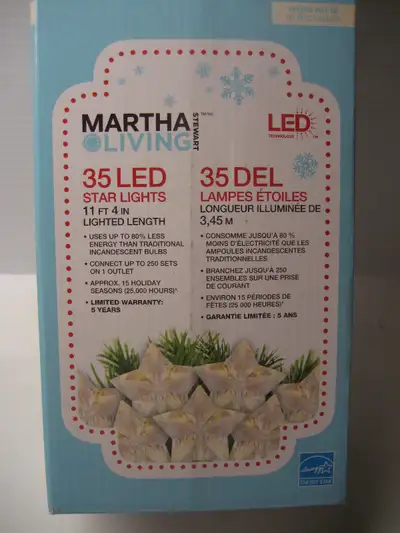 MARTHA
STEWART
LIVING
LED
TECHNOLOGY
35 LED
STAR LIGHTS
11 FT 4 IN
LIGHTED LENGTH
• USES UP TO 80% LESS
ENERGY THAN TRADITIONAL
INCANDESCENT BULBS
• CONNECT UP TO 250 SETS
ON 1 OUTLET
• APPROX. 15 HOLIDAY
SEASONS (25,000 HOURS)^
• LIMITED WARRANTY:
5 YEARS
35 DEL
LAMPES ÉTOILES
LONGUEUR ILLUMINÉE DE
3,45 M
• CONSOMME JUSQU'À 80 %
MOINS D'ÉLECTRICITÉ QUE LES
AMPOULES INCANDESCENTES
TRADITIONNELLES
• BRANCHEZ JUSQU'À 250
ENSEMBLES SUR UNE PRISE
DE COURANT
• ENVIRON 15 PÉRIODES DE
FÊTES (25 000 HEURES)^
• GARANTIE LIMITÉE : 5 ANS
ENERGY STAR